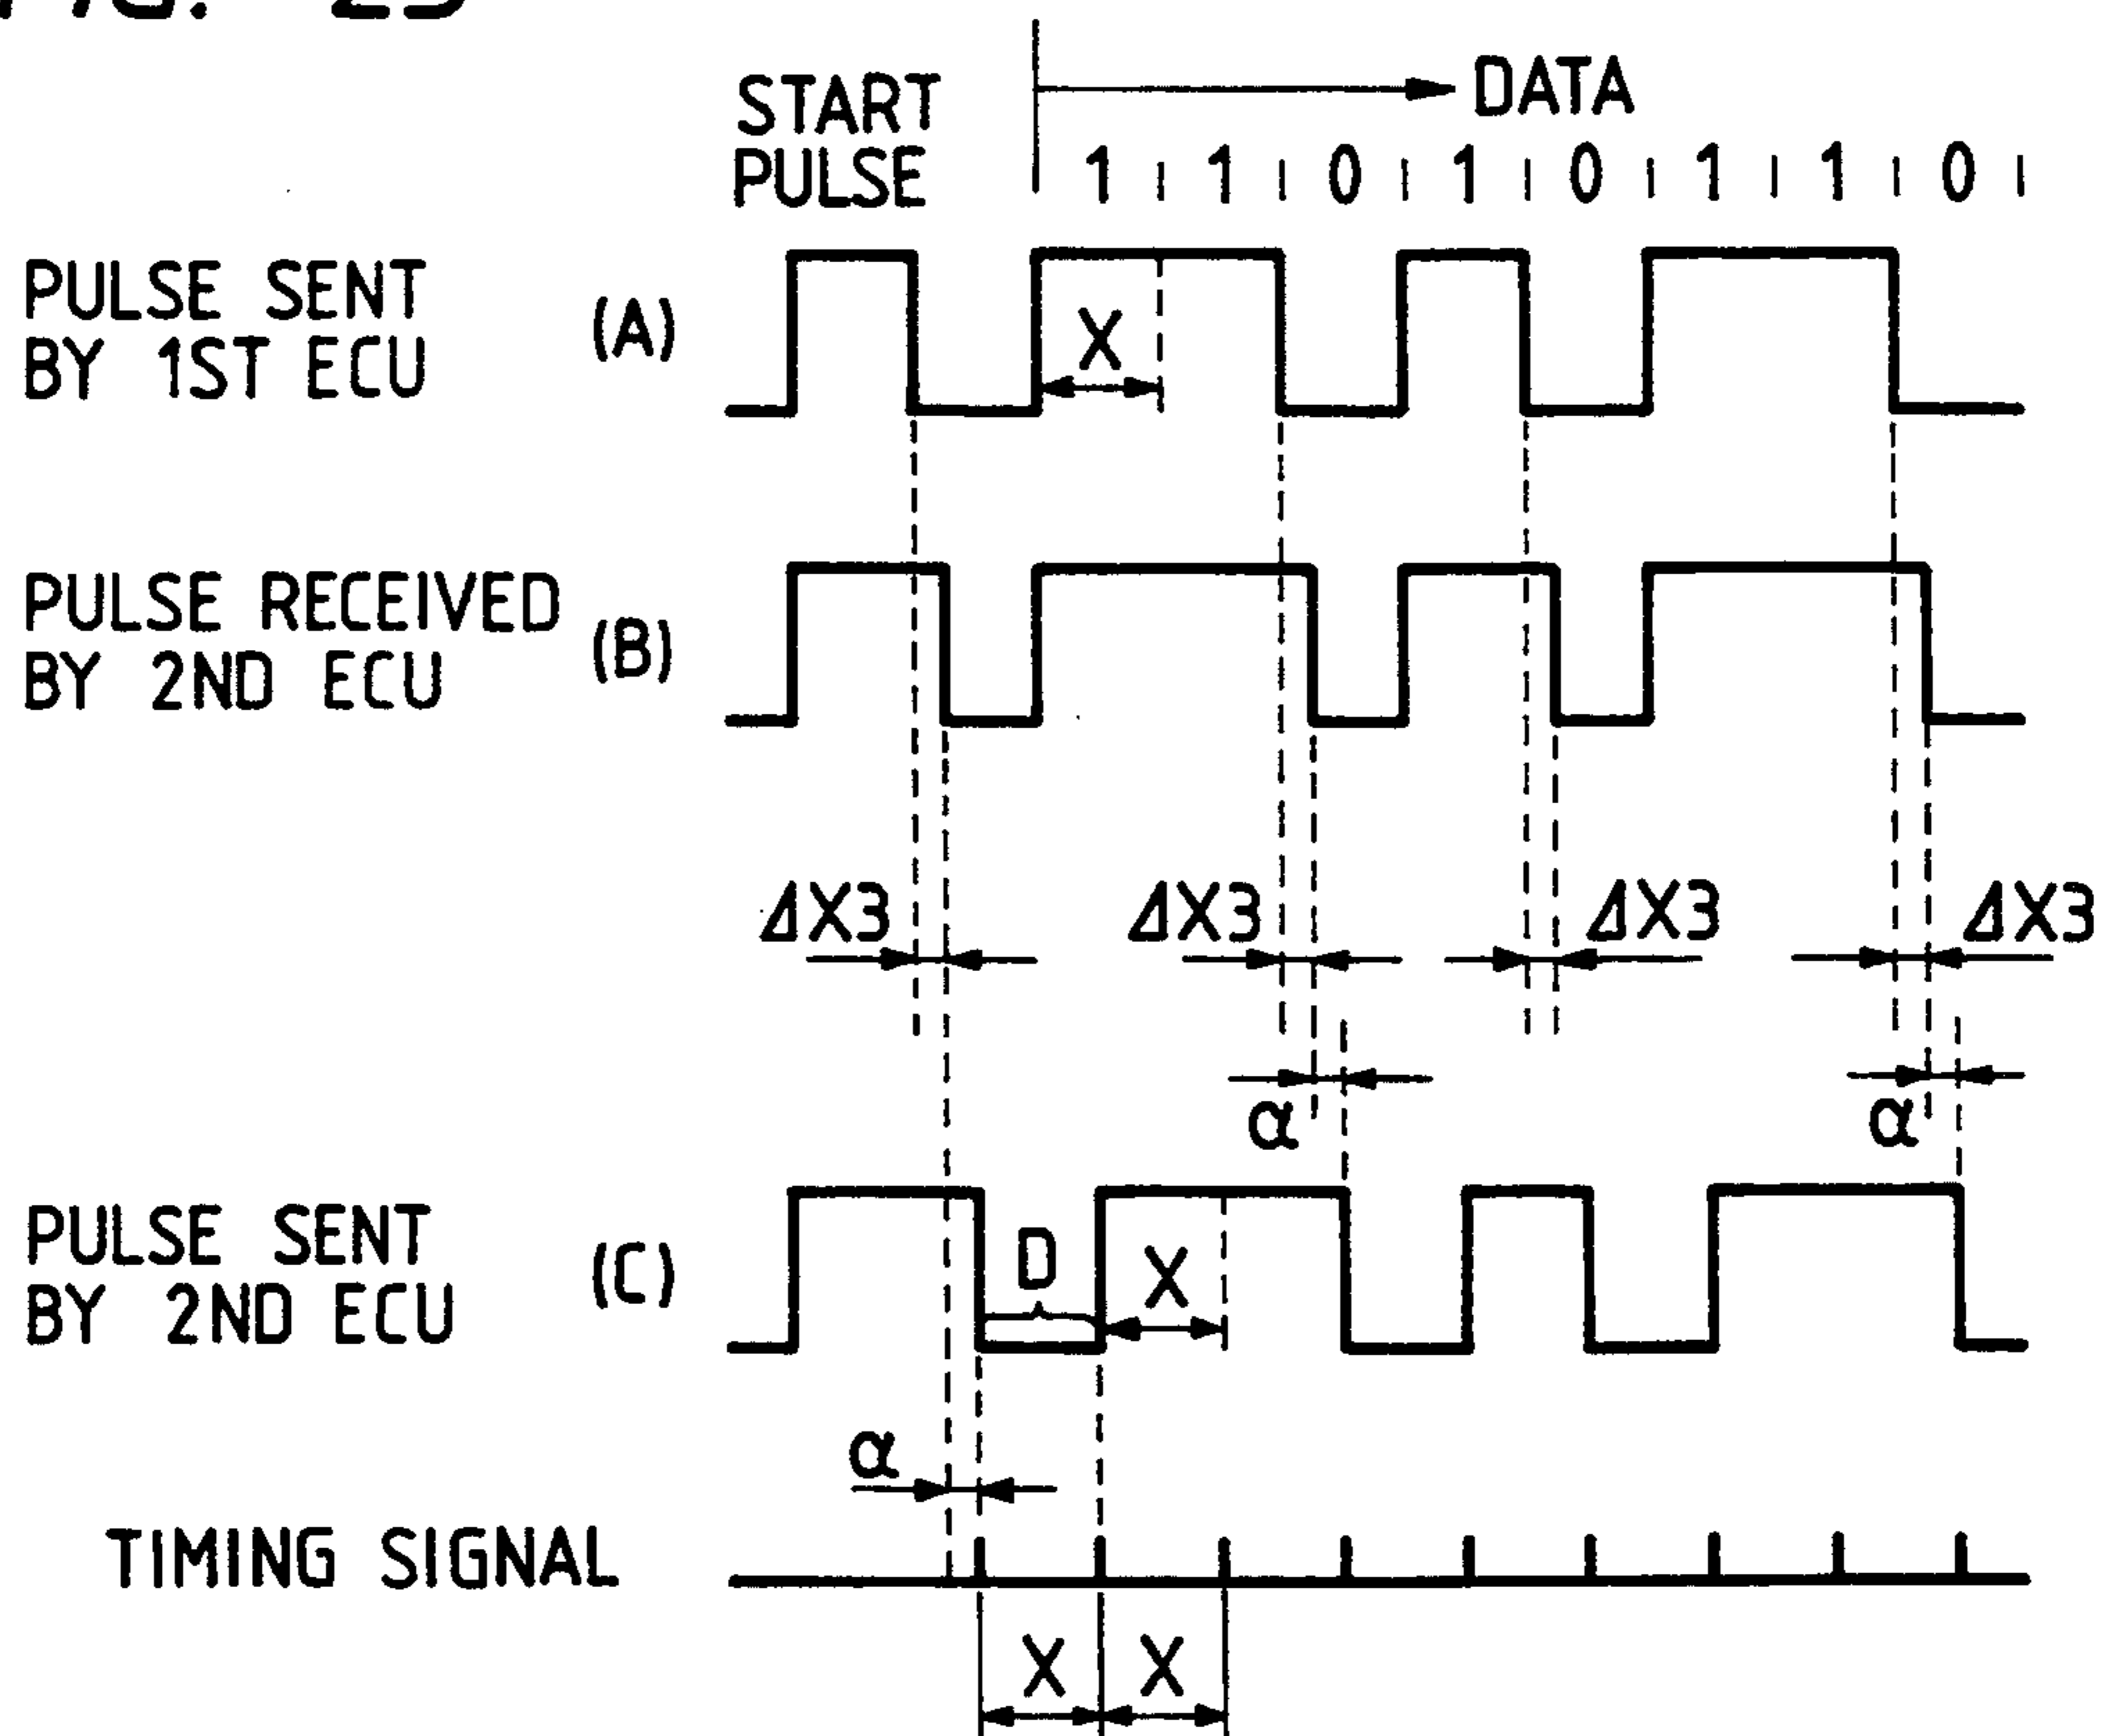 FIG. 25
START
PULSE
DATA
1 1 0 1 0 1 1 0
PULSE SENT
BY 1ST ECU
(A)
X
PULSE RECEIVED
BY 2ND ECU
(B)
ΔX3 ΔX3 ΔX3 ΔX3
α α
PULSE SENT
BY 2ND ECU
(C)
D X
α
TIMING SIGNAL
X X